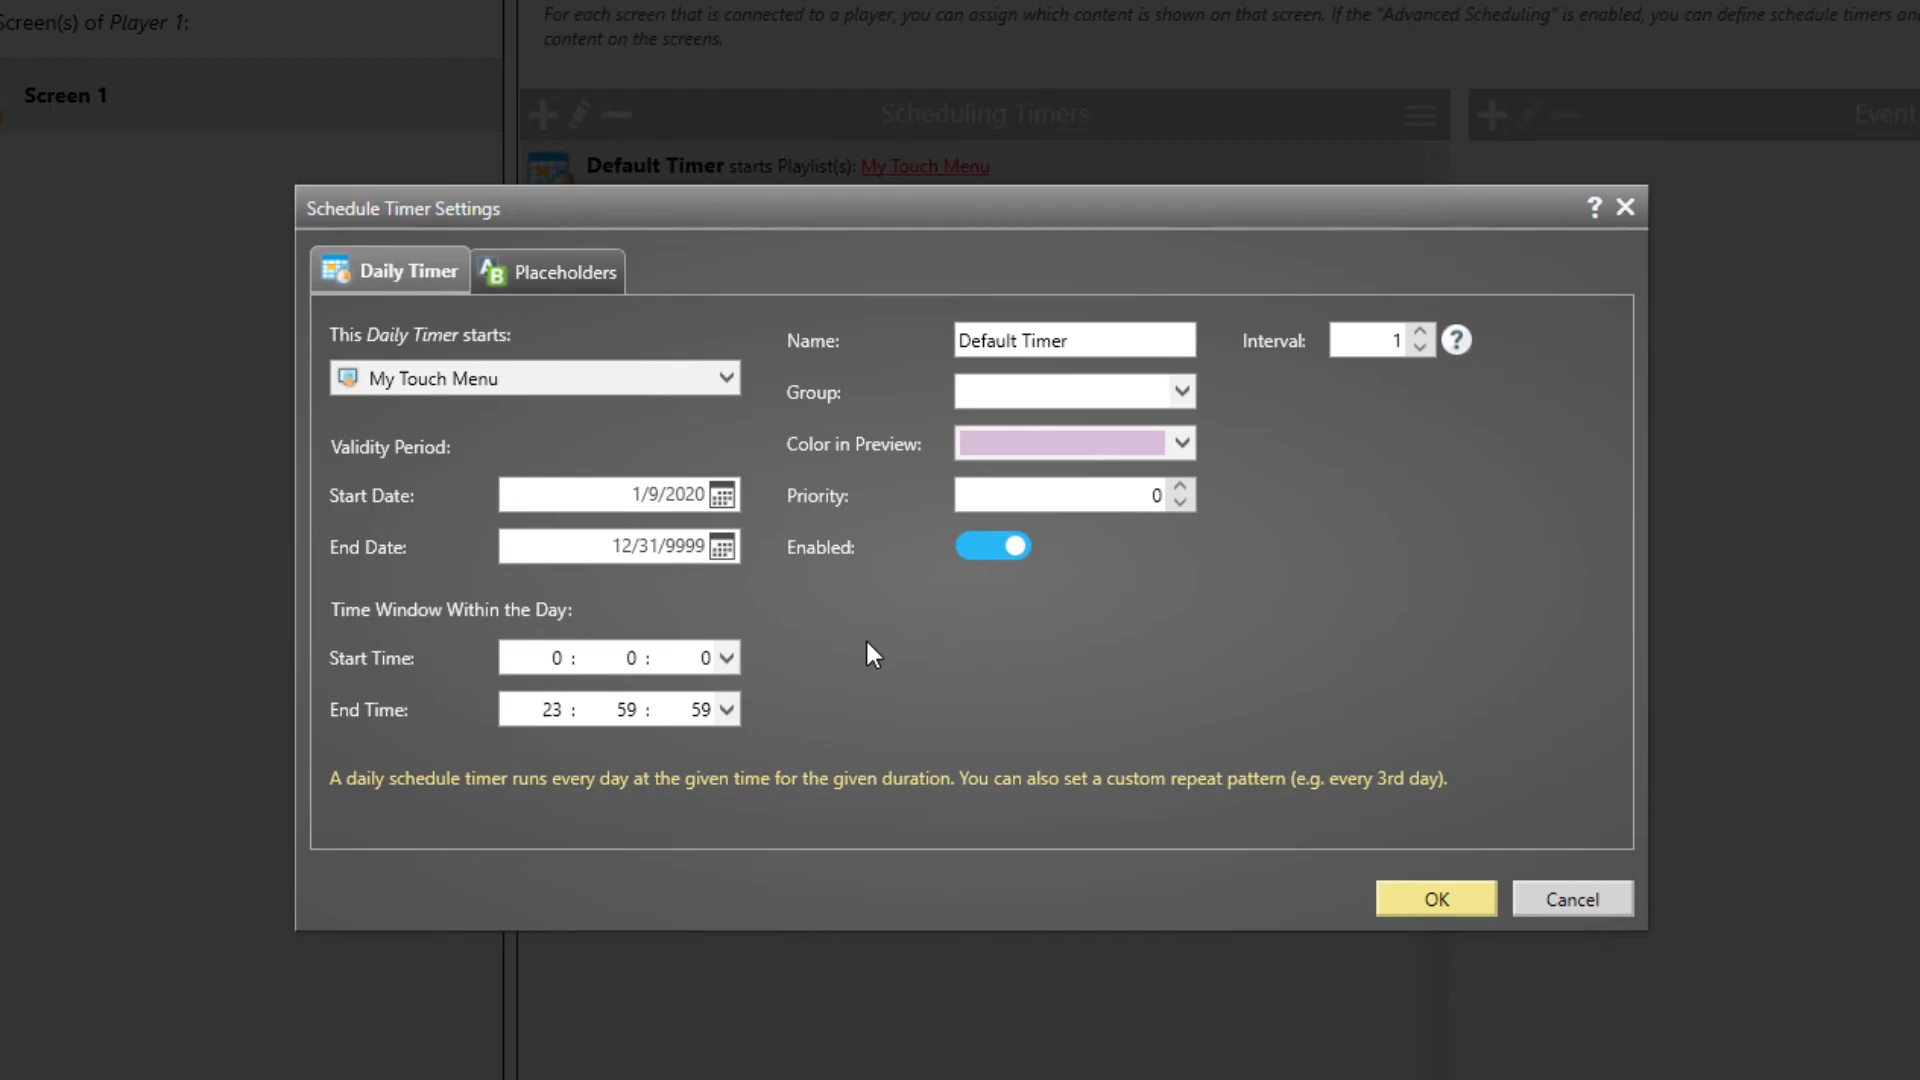 Screen(s) of Player 1:
For each screen that is connected to a player, you can assign which content is shown on that screen. If the "Advanced Scheduling" is enabled, you can define schedule timers and
content on the screens.
Screen 1
Scheduling Timers
Event
Default Timer starts Playlist(s): My Touch Menu
Schedule Timer Settings
? X
Daily Timer
Placeholders
This Daily Timer starts:
My Touch Menu
Name:
Default Timer
Interval:
1
?
Group:
Validity Period:
Color in Preview:
Start Date:
1/9/2020
Priority:
0
End Date:
12/31/9999
Enabled:
Time Window Within the Day:
Start Time:
0 : 0 : 0
End Time:
23 : 59 : 59
A daily schedule timer runs every day at the given time for the given duration. You can also set a custom repeat pattern (e.g. every 3rd day).
OK
Cancel